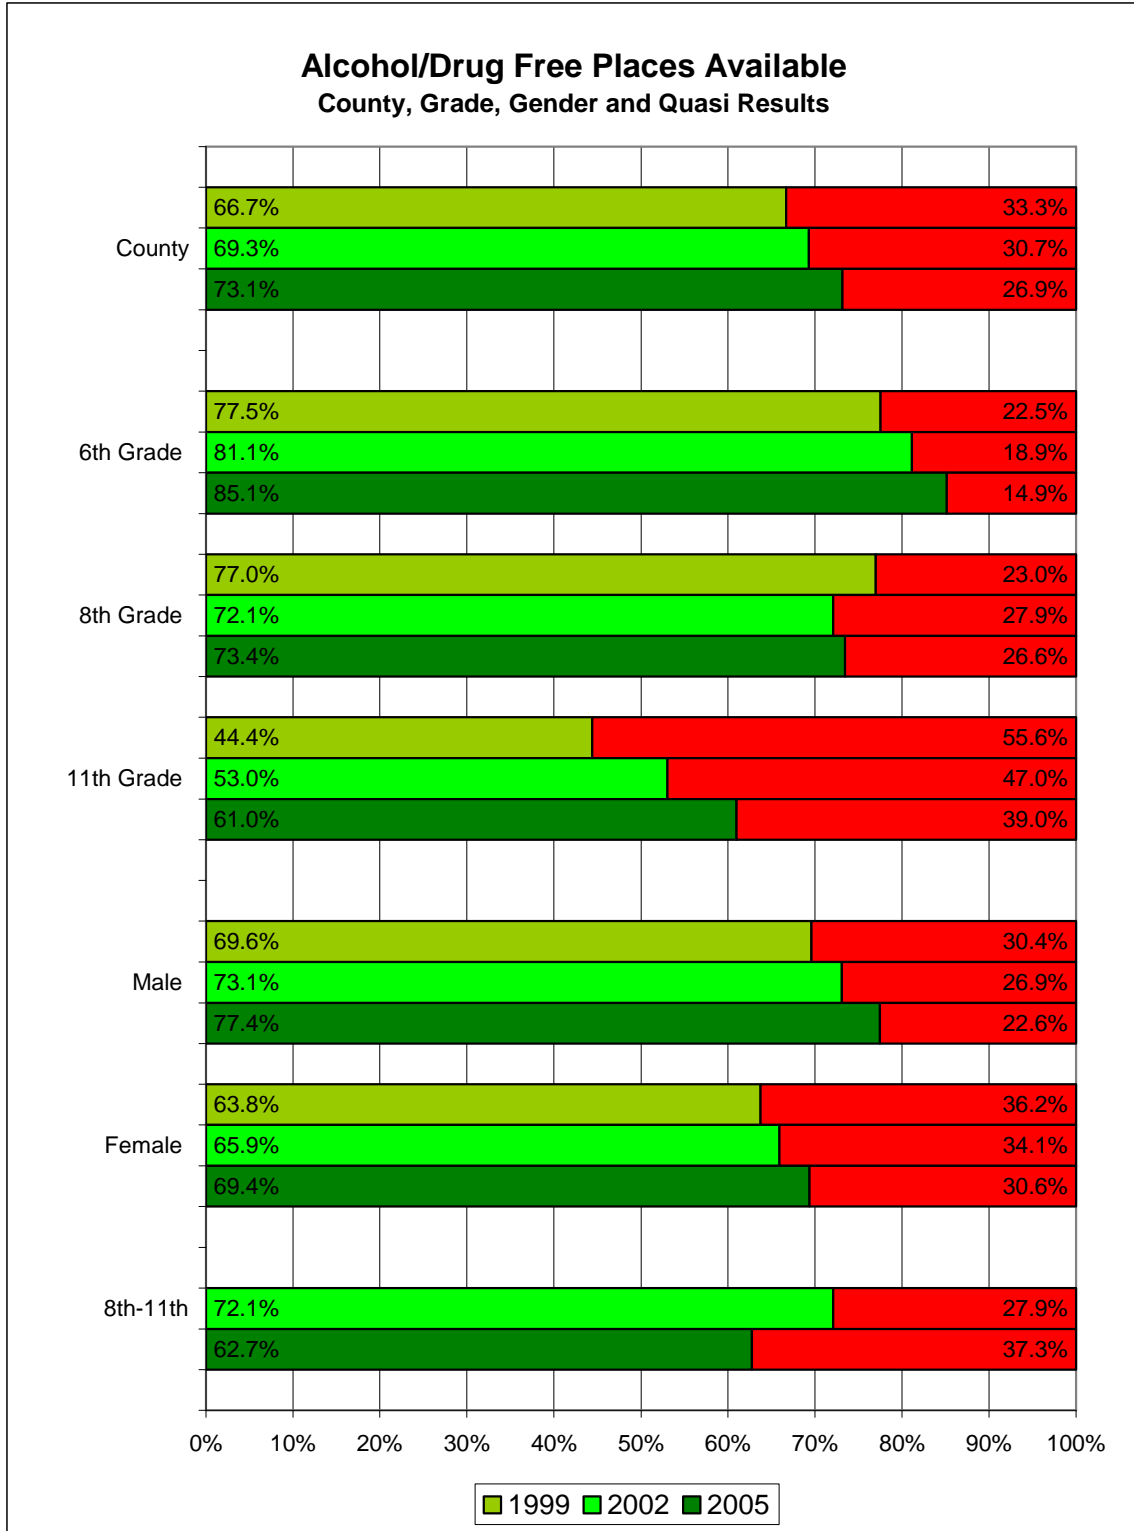 Alcohol/Drug Free Places Available
County, Grade, Gender and Quasi Results
66.7% 33.3%
County 69.3% 30.7%
73.1% 26.9%
77.5% 22.5%
6th Grade 81.1% 18.9%
85.1% 14.9%
77.0% 23.0%
8th Grade 72.1% 27.9%
73.4% 26.6%
44.4% 55.6%
11th Grade 53.0% 47.0%
61.0% 39.0%
69.6% 30.4%
Male 73.1% 26.9%
77.4% 22.6%
63.8% 36.2%
Female 65.9% 34.1%
69.4% 30.6%
8th-11th 72.1% 27.9%
62.7% 37.3%
0% 10% 20% 30% 40% 50% 60% 70% 80% 90% 100%
1999 2002 2005